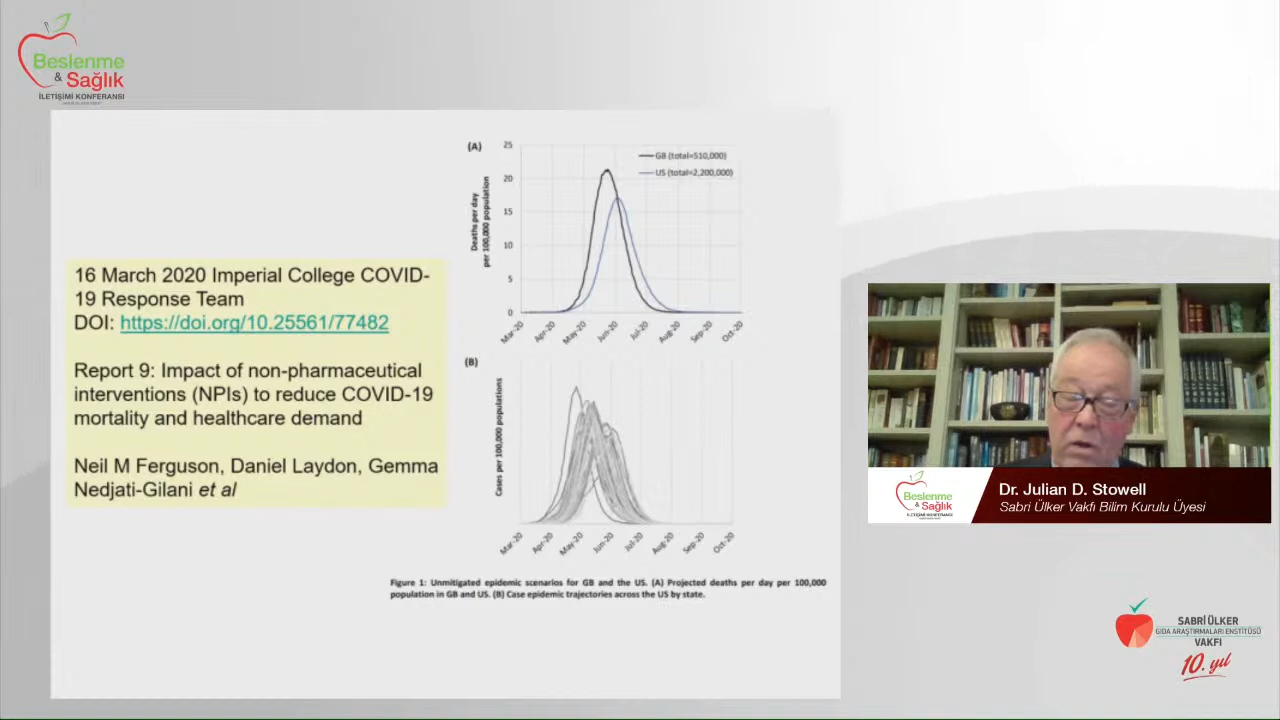 Beslenme
& Sağlık
İLETİŞİMİ KONFERANSI
16 March 2020 Imperial College COVID-
19 Response Team
DOI: https://doi.org/10.25561/77482
Report 9: Impact of non-pharmaceutical
interventions (NPIs) to reduce COVID-19
mortality and healthcare demand
Neil M Ferguson, Daniel Laydon, Gemma
Nedjati-Gilani et al
(A)
Deaths per day
per 100,000 population
25
20
15
10
5
0
GB (total=510,000)
US (total=2,200,000)
Mar-20
Apr-20
May-20
Jun-20
Jul-20
Aug-20
Sep-20
Oct-20
(B)
Cases per 100,000 populations
Mar-20
Apr-20
May-20
Jun-20
Jul-20
Aug-20
Sep-20
Oct-20
Figure 1: Unmitigated epidemic scenarios for GB and the US. (A) Projected deaths per day per 100,000
population in GB and US. (B) Case epidemic trajectories across the US by state.
Beslenme
& Sağlık
İLETİŞİMİ KONFERANSI
Dr. Julian D. Stowell
Sabri Ülker Vakfı Bilim Kurulu Üyesi
SABRİ ÜLKER
GIDA ARAŞTIRMALARI ENSTİTÜSÜ
VAKFI
10. yıl